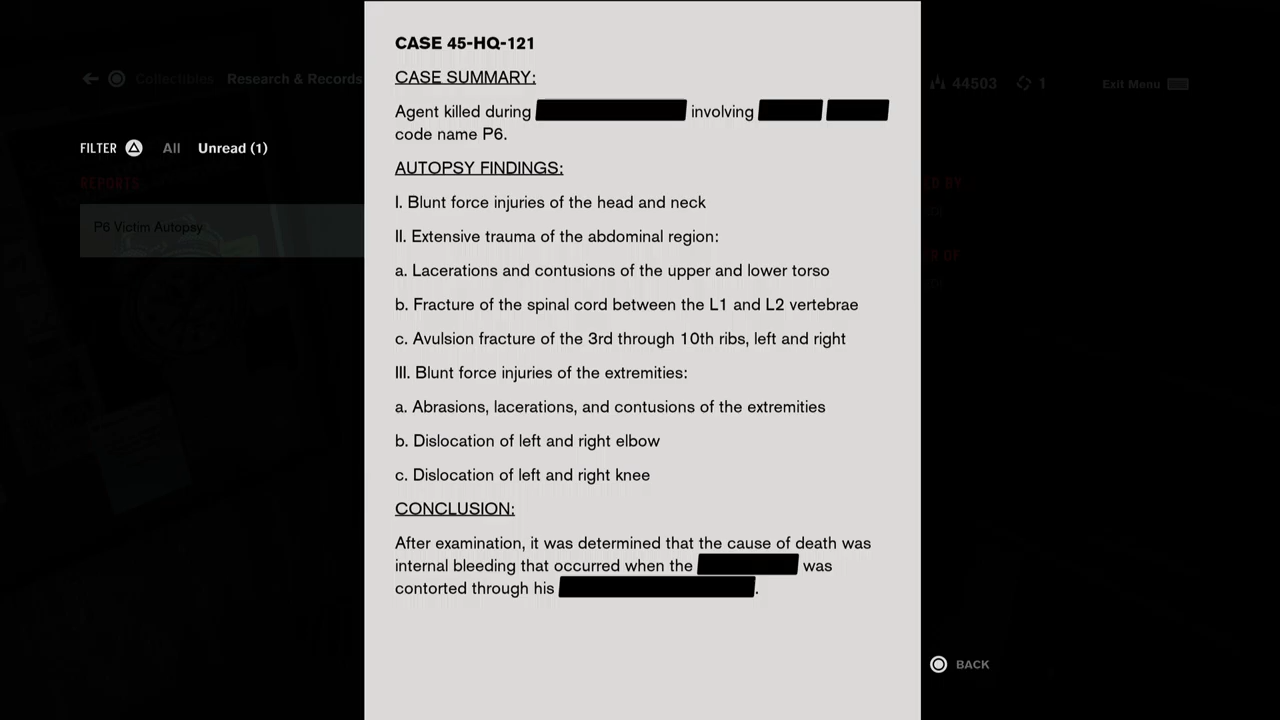 CASE 45-HQ-121
CASE SUMMARY:
Collectibles Research & Records
44503 1 Exit Menu
Agent killed during involving
code name P6.
FILTER All Unread (1)
AUTOPSY FINDINGS:
REPORTS
I. Blunt force injuries of the head and neck
P6 Victim Autopsy
II. Extensive trauma of the abdominal region:
a. Lacerations and contusions of the upper and lower torso
b. Fracture of the spinal cord between the L1 and L2 vertebrae
c. Avulsion fracture of the 3rd through 10th ribs, left and right
III. Blunt force injuries of the extremities:
a. Abrasions, lacerations, and contusions of the extremities
b. Dislocation of left and right elbow
c. Dislocation of left and right knee
CONCLUSION:
After examination, it was determined that the cause of death was
internal bleeding that occurred when the was
contorted through his .
BACK